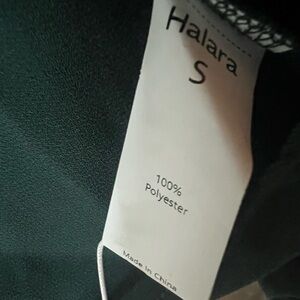 Halara
S
100%
Polyester
Made In China